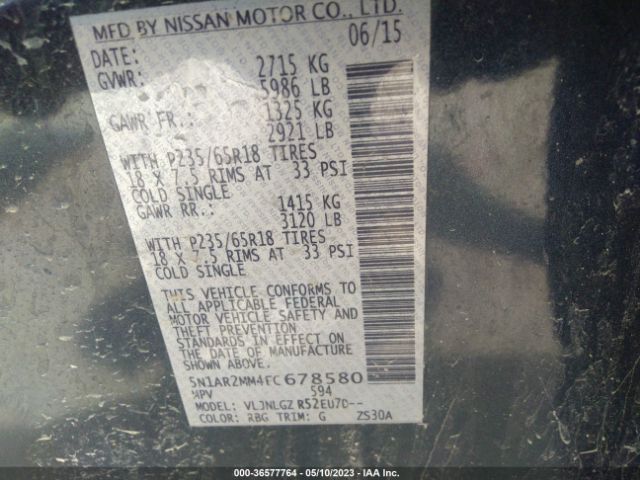 MFD BY NISSAN MOTOR CO., LTD.
DATE: 06/15
GVWR: 2715 KG
5986 LB
GAWR FR.: 1325 KG
2921 LB
WITH P235/65R18 TIRES
18 X 7.5 RIMS AT 33 PSI
COLD SINGLE
GAWR RR.: 1415 KG
3120 LB
WITH P235/65R18 TIRES
18 X 7.5 RIMS AT 33 PSI
COLD SINGLE
THIS VEHICLE CONFORMS TO
ALL APPLICABLE FEDERAL
MOTOR VEHICLE SAFETY AND
THEFT PREVENTION
STANDARDS IN EFFECT ON
THE DATE OF MANUFACTURE
SHOWN ABOVE.
5N1AR2MM4FC678580
MPV 594
MODEL: VLJNLGZ R52EU7D--
COLOR: RBG TRIM: G ZS30A
000-36577764 - 05/10/2023 - IAA Inc.